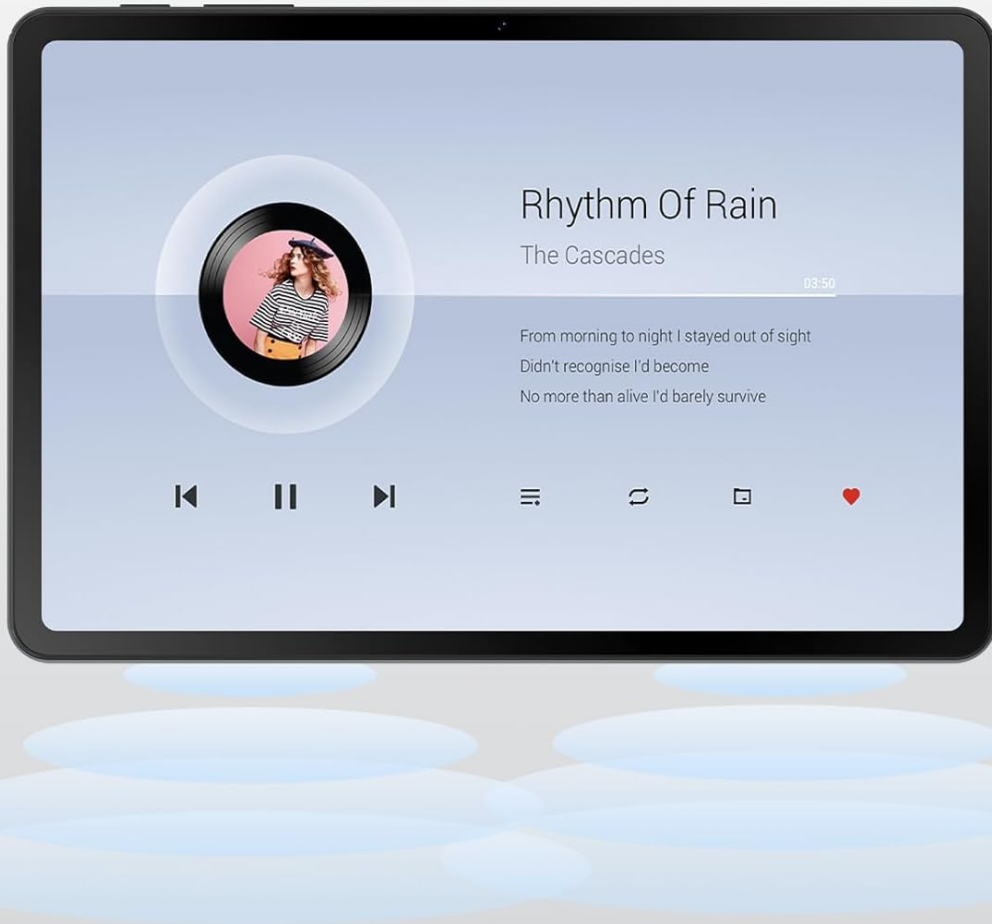 Rhythm Of Rain
The Cascades
03:50
From morning to night I stayed out of sight
Didn't recognise I'd become
No more than alive I'd barely survive